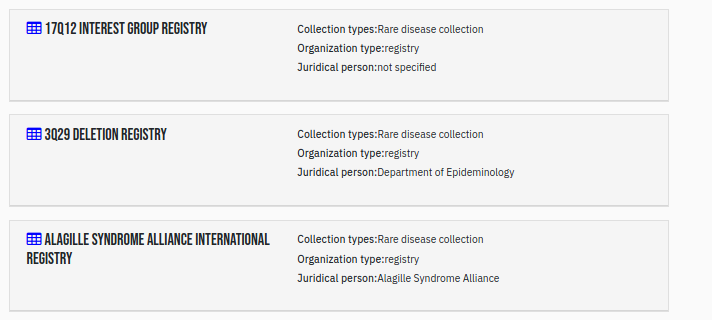 17Q12 INTEREST GROUP REGISTRY
Collection types:Rare disease collection
Organization type:registry
Juridical person:not specified
3Q29 DELETION REGISTRY
Collection types:Rare disease collection
Organization type:registry
Juridical person:Department of Epideminology
ALAGILLE SYNDROME ALLIANCE INTERNATIONAL
REGISTRY
Collection types:Rare disease collection
Organization type:registry
Juridical person:Alagille Syndrome Alliance